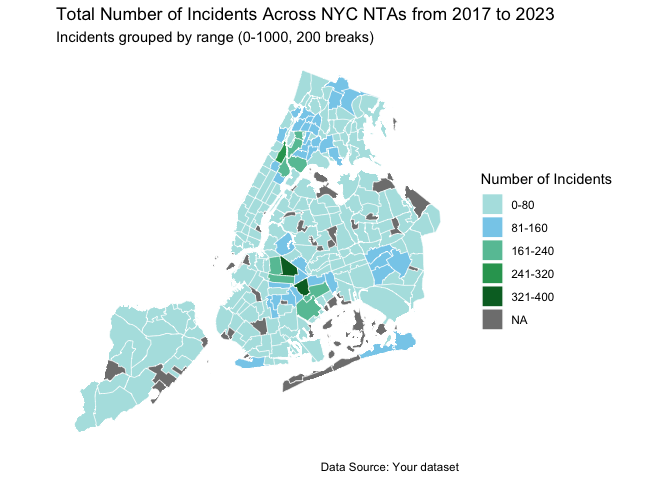 Total Number of Incidents Across NYC NTAs from 2017 to 2023
Incidents grouped by range (0-1000, 200 breaks)
Number of Incidents
0-80
81-160
161-240
241-320
321-400
NA
Data Source: Your dataset